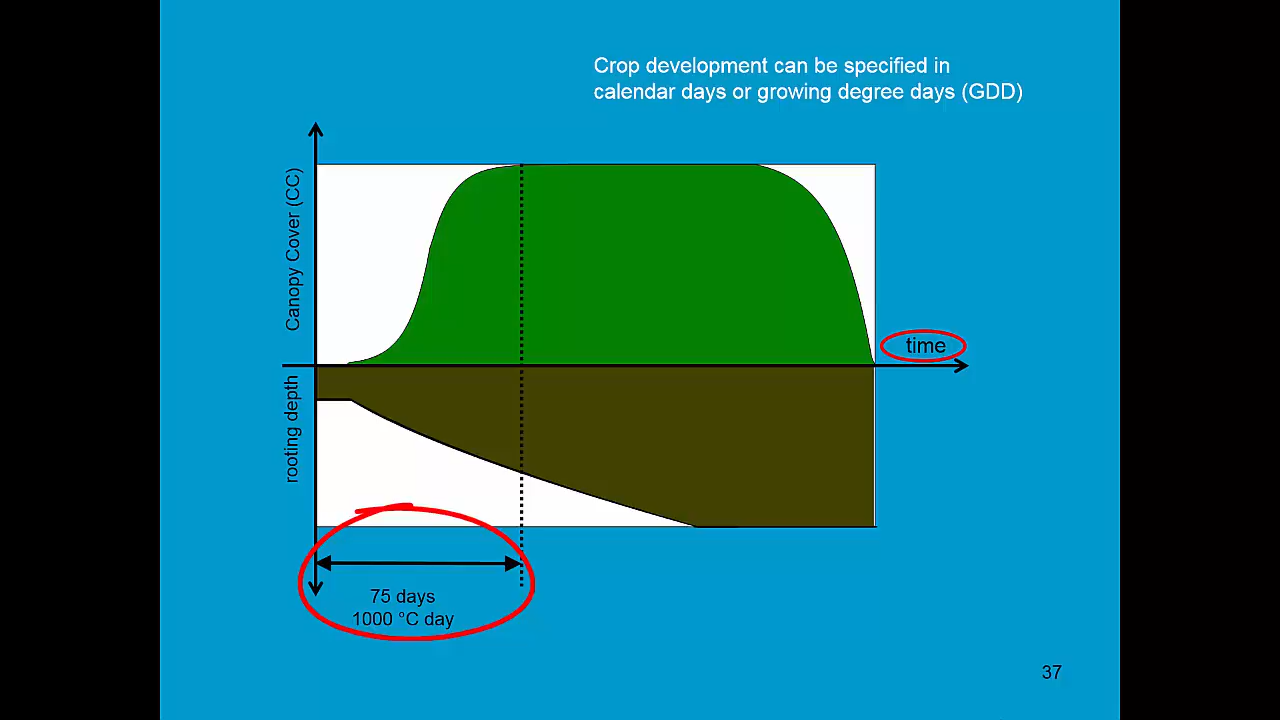 Crop development can be specified in
calendar days or growing degree days (GDD)
Canopy Cover (CC)
time
rooting depth
75 days
1000 °C day
37